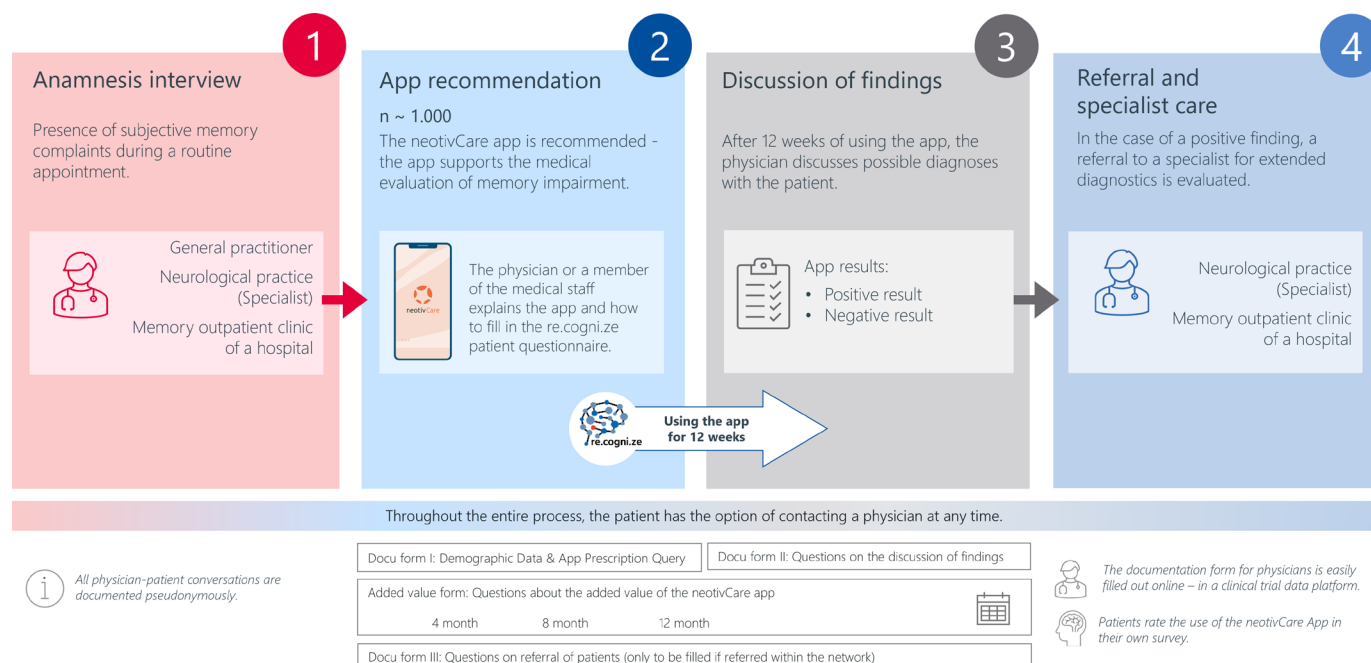 1
Anamnesis interview
Presence of subjective memory
complaints during a routine
appointment.
General practitioner
Neurological practice
(Specialist)
Memory outpatient clinic
of a hospital
2
App recommendation
n ~ 1.000
The neotivCare app is recommended -
the app supports the medical
evaluation of memory impairment.
neotivCare
The physician or a member
of the medical staff
explains the app and how
to fill in the re.cogni.ze
patient questionnaire.
re.cogni.ze
Using the app
for 12 weeks
3
Discussion of findings
After 12 weeks of using the app, the
physician discusses possible diagnoses
with the patient.
App results:
• Positive result
• Negative result
4
Referral and
specialist care
In the case of a positive finding, a
referral to a specialist for extended
diagnostics is evaluated.
Neurological practice
(Specialist)
Memory outpatient clinic
of a hospital
Throughout the entire process, the patient has the option of contacting a physician at any time.
i
All physician-patient conversations are
documented pseudonymously.
Docu form I: Demographic Data & App Prescription Query
Docu form II: Questions on the discussion of findings
Added value form: Questions about the added value of the neotivCare app
4 month 8 month 12 month
Docu form III: Questions on referral of patients (only to be filled if referred within the network)
The documentation form for physicians is easily
filled out online – in a clinical trial data platform.
Patients rate the use of the neotivCare App in
their own survey.